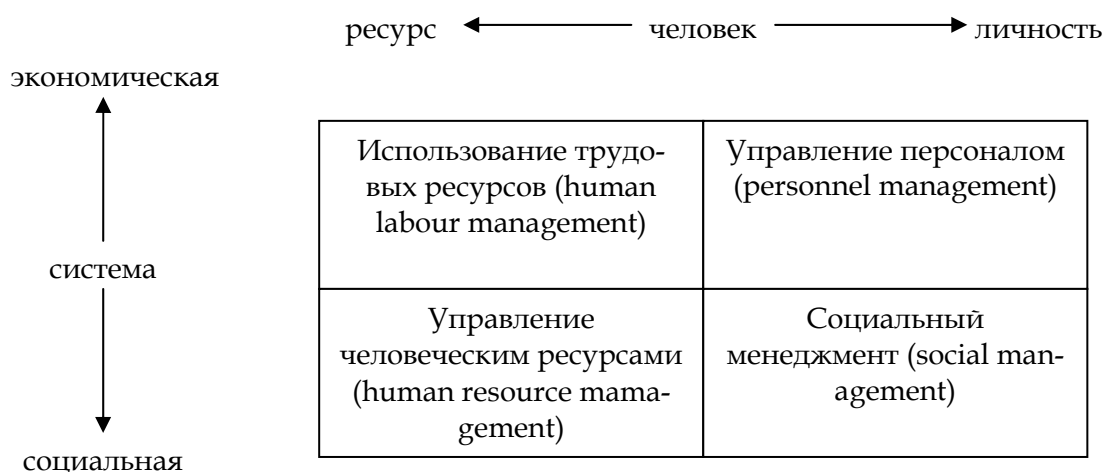 ресурс человек личность
экономическая
Использование трудо-
вых ресурсов (human
labour management)
Управление персоналом
(personnel management)
система
Управление
человеческим ресурсами
(human resource mama-
gement)
Социальный
менеджмент (social man-
agement)
социальная